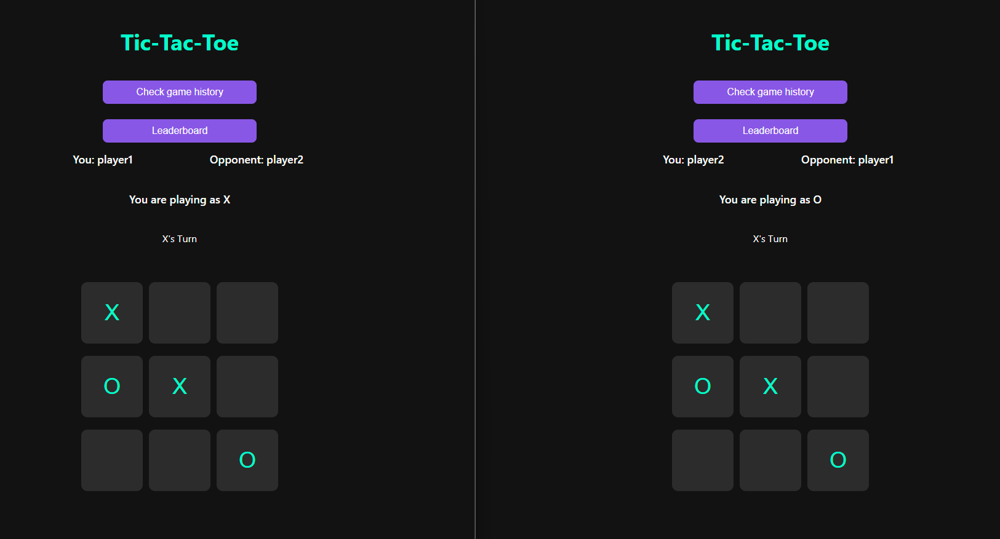 Tic-Tac-Toe
Check game history
Leaderboard
You: player1 Opponent: player2
You are playing as X
X's Turn
X
O X
O
Tic-Tac-Toe
Check game history
Leaderboard
You: player2 Opponent: player1
You are playing as O
X's Turn
X
O X
O